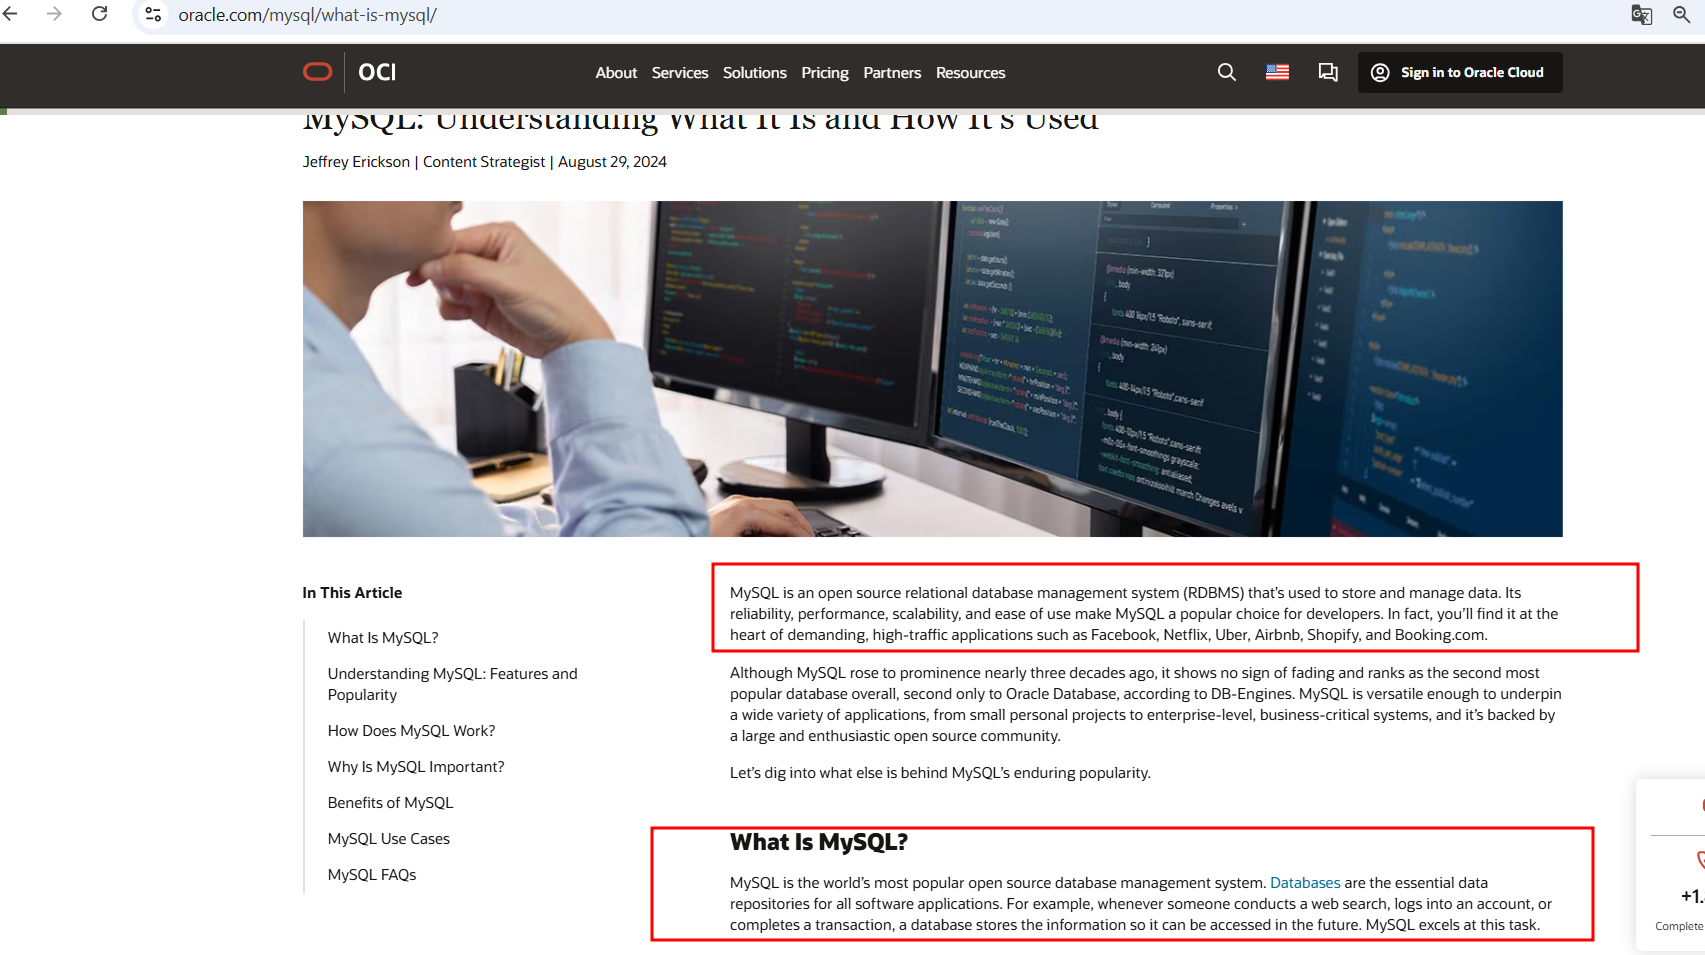 oracle.com/mysql/what-is-mysql/
OCI
About Services Solutions Pricing Partners Resources
Sign in to Oracle Cloud
MySQL: Understanding What It Is and How It's Used
Jeffrey Erickson | Content Strategist | August 29, 2024
In This Article
What Is MySQL?
Understanding MySQL: Features and
Popularity
How Does MySQL Work?
Why Is MySQL Important?
Benefits of MySQL
MySQL Use Cases
MySQL FAQs
MySQL is an open source relational database management system (RDBMS) that’s used to store and manage data. Its
reliability, performance, scalability, and ease of use make MySQL a popular choice for developers. In fact, you’ll find it at the
heart of demanding, high-traffic applications such as Facebook, Netflix, Uber, Airbnb, Shopify, and Booking.com.
Although MySQL rose to prominence nearly three decades ago, it shows no sign of fading and ranks as the second most
popular database overall, second only to Oracle Database, according to DB-Engines. MySQL is versatile enough to underpin
a wide variety of applications, from small personal projects to enterprise-level, business-critical systems, and it’s backed by
a large and enthusiastic open source community.
Let’s dig into what else is behind MySQL’s enduring popularity.
What Is MySQL?
MySQL is the world’s most popular open source database management system. Databases are the essential data
repositories for all software applications. For example, whenever someone conducts a web search, logs into an account, or
completes a transaction, a database stores the information so it can be accessed in the future. MySQL excels at this task.
+1.
Complete